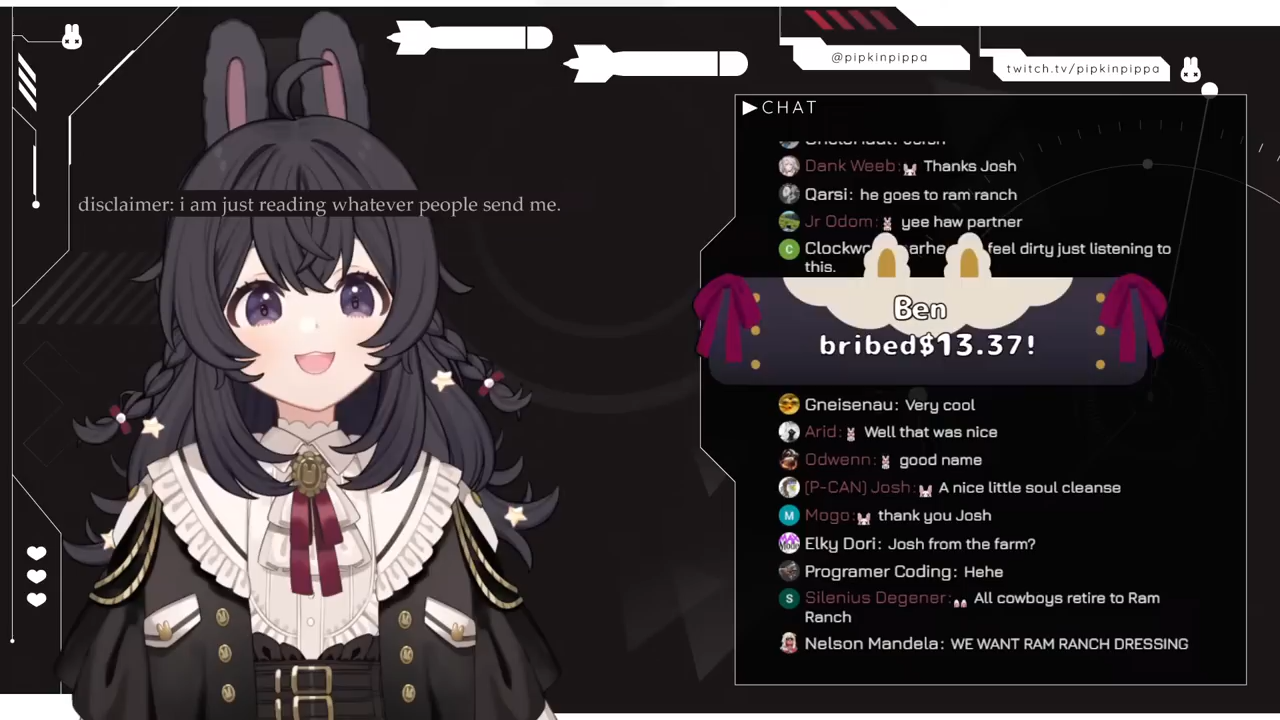 @pipkinpippa
twitch.tv/pipkinpippa
▶CHAT
Dank Weeb: Thanks Josh
Qarsi: he goes to ram ranch
Jr Odom: yee haw partner
feel dirty just listening to
this.
disclaimer: i am just reading whatever people send me.
Ben
bribed$13.37!
Gneisenau: Very cool
Arid: Well that was nice
Odwenn: good name
[P-CAN] Josh: A nice little soul cleanse
Mogo: thank you Josh
Elky Dori: Josh from the farm?
Programer Coding: Hehe
Silenius Degener: All cowboys retire to Ram
Ranch
Nelson Mandela: WE WANT RAM RANCH DRESSING